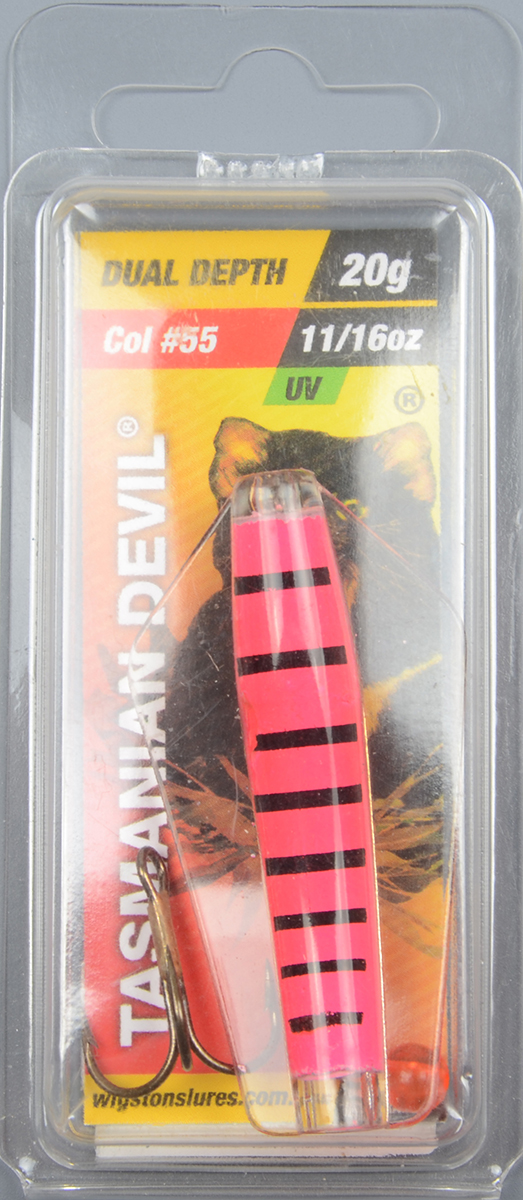 DUAL DEPTH
20g
Col #55
11/16oz
UV
®
TASMANIAN DEVIL®
wigstonslures.com.